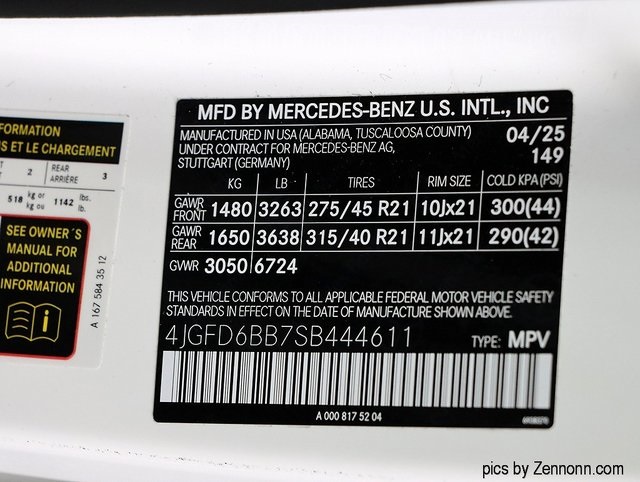 FORMATION
S ET LE CHARGEMENT
2 REAR ARRIÈRE 3
518 kg or ou 1142 lbs. lb.
SEE OWNER´S
MANUAL FOR
ADDITIONAL
INFORMATION
i
A 167 584 35 12
MFD BY MERCEDES-BENZ U.S. INTL., INC
MANUFACTURED IN USA (ALABAMA, TUSCALOOSA COUNTY) 04/25
UNDER CONTRACT FOR MERCEDES-BENZ AG, 149
STUTTGART (GERMANY)
KG LB TIRES RIM SIZE COLD KPA(PSI)
GAWR FRONT 1480 3263 275/45 R21 10Jx21 300(44)
GAWR REAR 1650 3638 315/40 R21 11Jx21 290(42)
GVWR 3050 6724
THIS VEHICLE CONFORMS TO ALL APPLICABLE FEDERAL MOTOR VEHICLE SAFETY
STANDARDS IN EFFECT ON THE DATE OF MANUFACTURE SHOWN ABOVE.
4JGFD6BB7SB444611 TYPE: MPV
A 000 817 52 04
pics by Zennonn.com